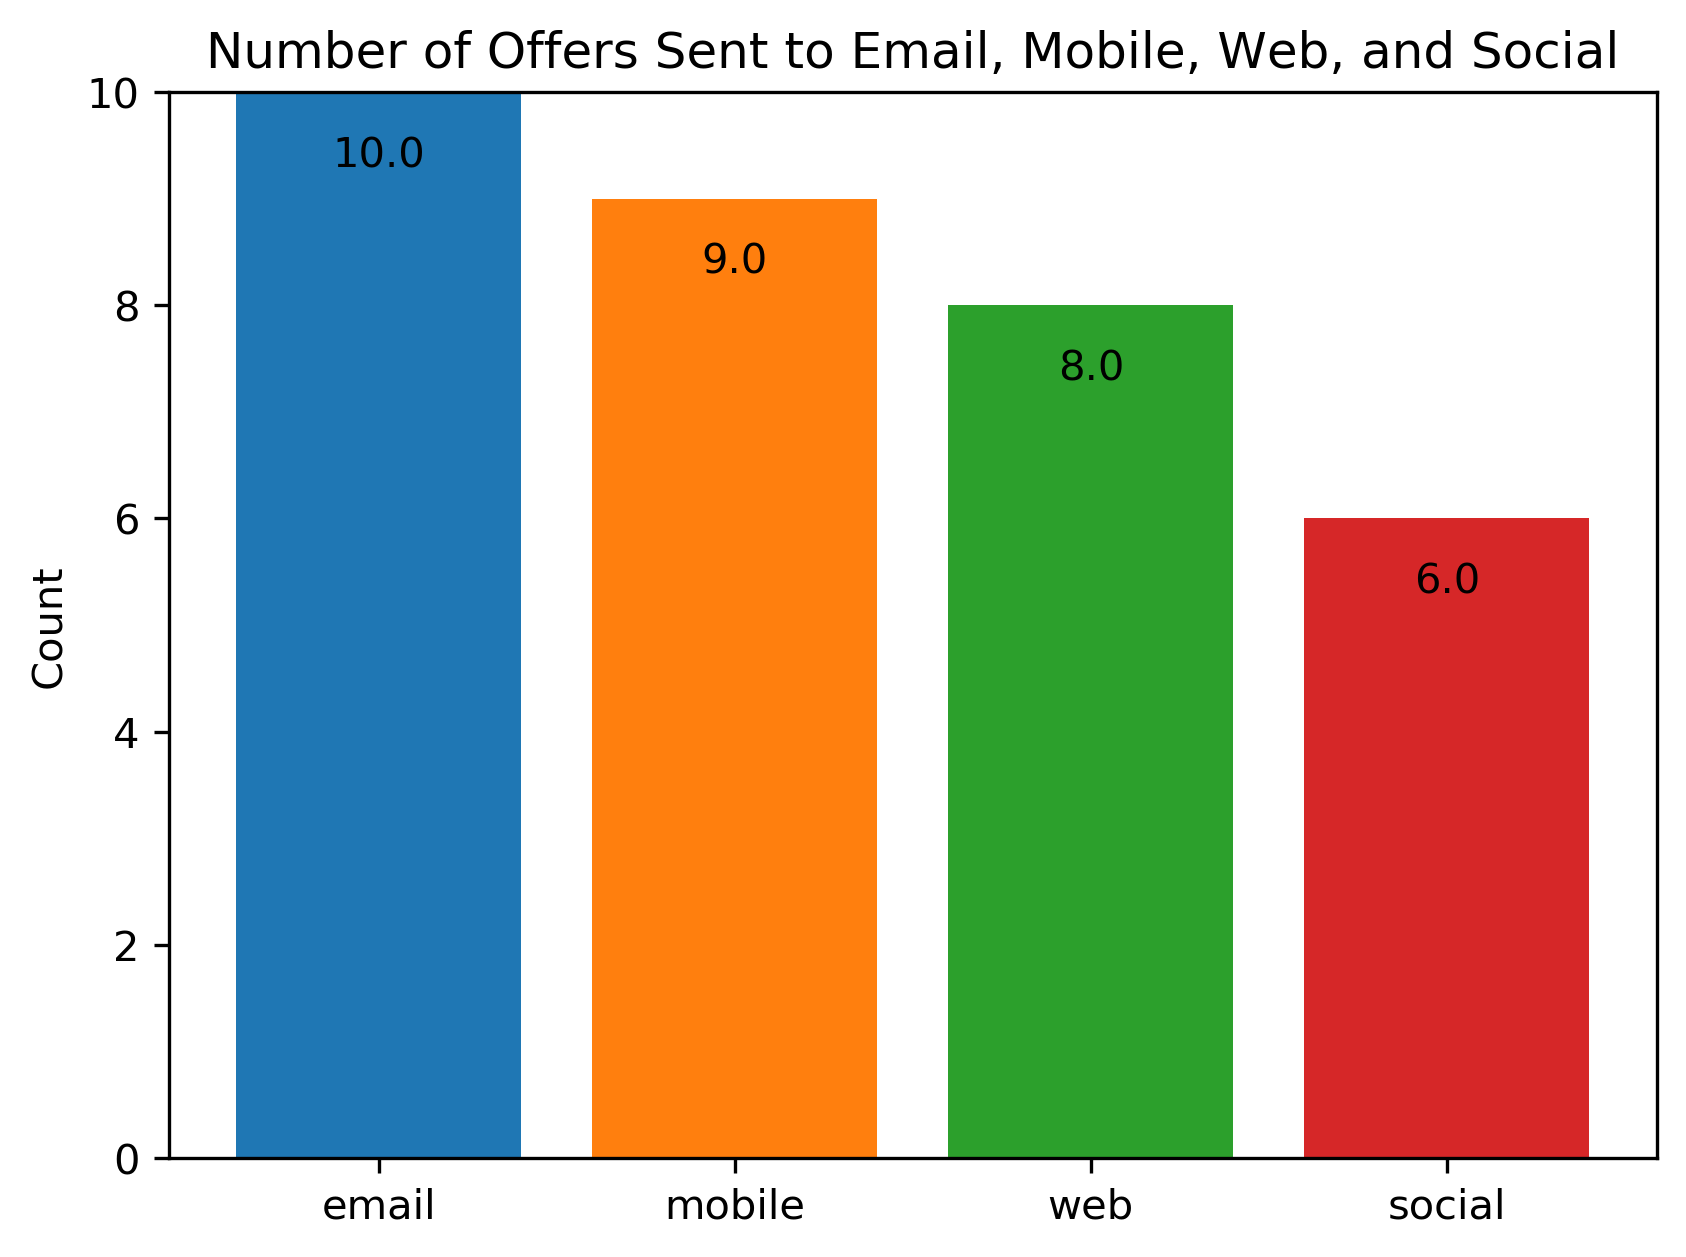 Number of Offers Sent to Email, Mobile, Web, and Social
10
8
6
4
2
0
Count
10.0
9.0
8.0
6.0
email
mobile
web
social